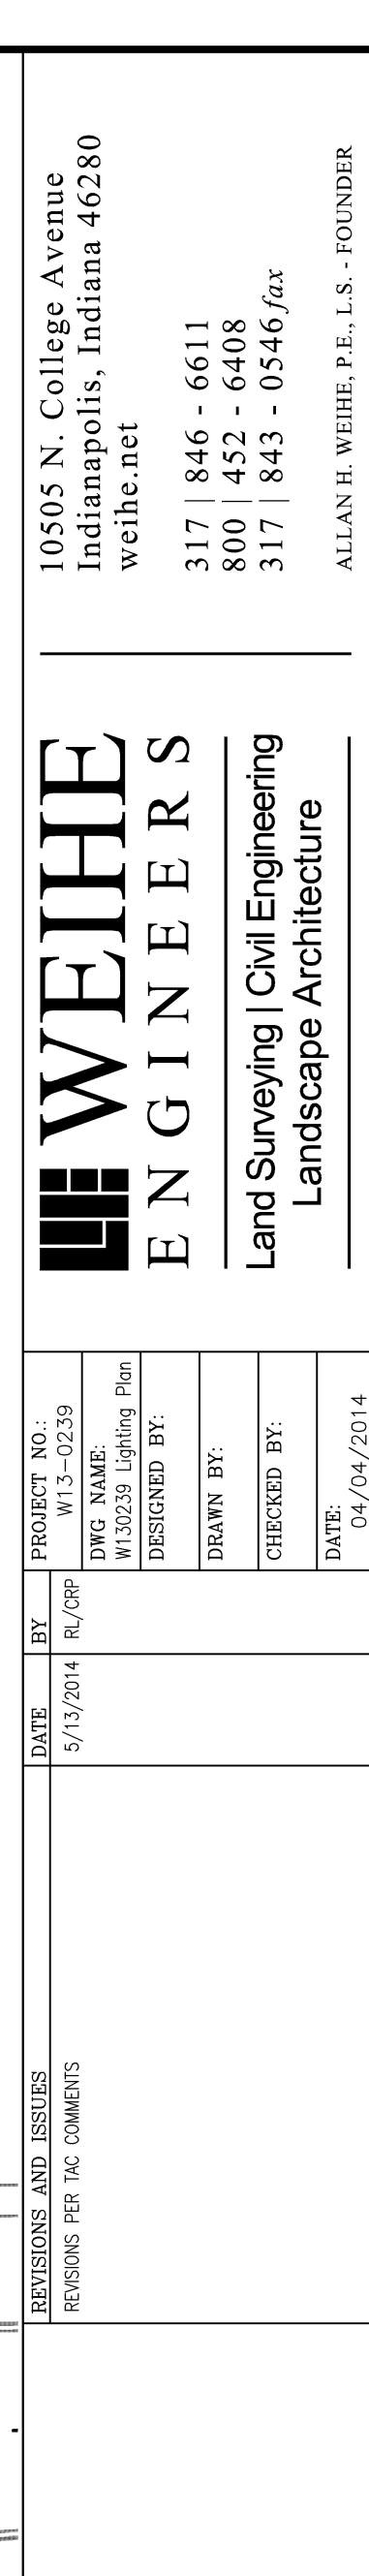 REVISIONS AND ISSUES DATE BY
REVISIONS PER TAC COMMENTS 5/13/2014 RL/CRP
PROJECT NO.:
W13-0239
DWG NAME:
W130239 Lighting Plan
DESIGNED BY:
DRAWN BY:
CHECKED BY:
DATE:
04/04/2014
WEIHE
ENGINEERS
Land Surveying | Civil Engineering
Landscape Architecture
10505 N. College Avenue
Indianapolis, Indiana 46280
weihe.net
317 | 846 - 6611
800 | 452 - 6408
317 | 843 - 0546 fax
ALLAN H. WEIHE, P.E., L.S. - FOUNDER